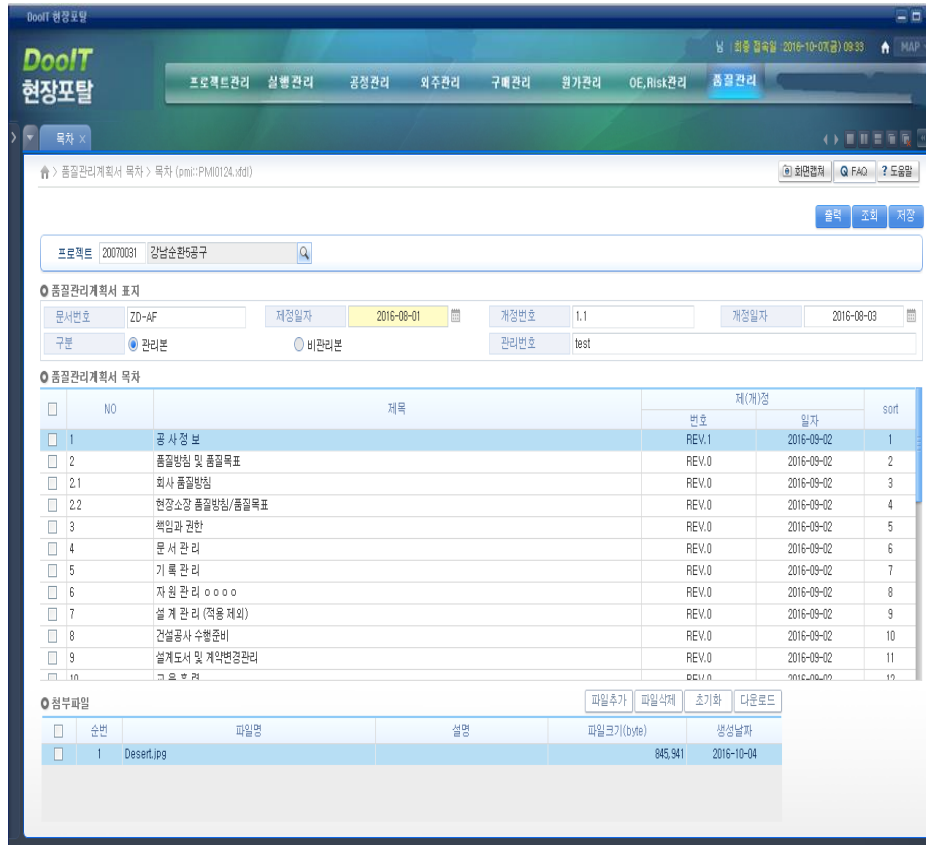 DooIT 현장포탈
님 | 최종 접속일 :2016-10-07(금) 09:33 MAP
DooIT
현장포탈
프로젝트관리 실행관리 공정관리 외주관리 구매관리 원가관리 OE,Risk관리 품질관리
목차
> 품질관리계획서 목차 > 목차 (pmi::PMI0124.xfdl) 화면캡쳐 FAQ ? 도움말
출력 조회 저장
프로젝트 20070031 강남순환5공구
품질관리계획서 표지
문서번호 ZD-AF 제정일자 2016-08-01 개정번호 1.1 개정일자 2016-08-03
구분 관리본 비관리본 관리번호 test
품질관리계획서 목차
NO 제목 제(개)정 sort
번호 일자
1 공 사 정 보 REV.1 2016-09-02 1
2 품질방침 및 품질목표 REV.0 2016-09-02 2
2.1 회사 품질방침 REV.0 2016-09-02 3
2.2 현장소장 품질방침/품질목표 REV.0 2016-09-02 4
3 책임과 권한 REV.0 2016-09-02 5
4 문 서 관 리 REV.0 2016-09-02 6
5 기 록 관 리 REV.0 2016-09-02 7
6 자 원 관 리 ㅇㅇㅇㅇ REV.0 2016-09-02 8
7 설 계 관 리 (적용 제외) REV.0 2016-09-02 9
8 건설공사 수행준비 REV.0 2016-09-02 10
9 설계도서 및 계약변경관리 REV.0 2016-09-02 11
10 교 육 훈 련 REV.0 2016-09-02 12
첨부파일 파일추가 파일삭제 초기화 다운로드
순번 파일명 설명 파일크기(byte) 생성날짜
1 Desert.jpg 845,941 2016-10-04